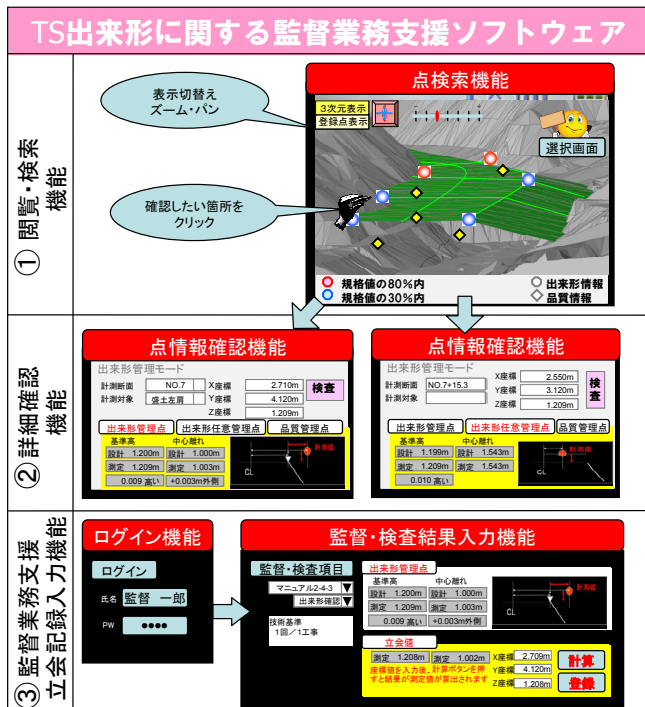 TS出来形に関する監督業務支援ソフトウェア
① 閲覧・検索
機能
表示切替え
ズーム・パン
確認したい箇所を
クリック
点検索機能
3次元表示
登録点表示
選択画面
規格値の80%内
規格値の30%内
出来形情報
品質情報
② 詳細確認
機能
点情報確認機能
出来形管理モード
計測断面 NO.7 X座標 2.710m 検査
計測対象 盛土左肩 Y座標 4.120m
Z座標 1.209m
出来形管理点 出来形任意管理点 品質管理点
基準高 中心離れ
設計 1.200m 設計 1.000m
測定 1.209m 測定 1.003m
0.009 高い +0.003m外側
計測値
CL
点情報確認機能
出来形管理モード
計測断面 NO.7+15.3 X座標 2.550m 検査
計測対象 Y座標 3.120m
Z座標 1.209m
出来形管理点 出来形任意管理点 品質管理点
基準高 中心離れ
設計 1.199m 設計 1.543m
測定 1.209m 測定 1.543m
0.010 高い
計測値
CL
③ 監督業務支援
立会記録入力機能
ログイン機能
ログイン
氏名 監督 一郎
PW ●●●●
監督・検査結果入力機能
監督・検査項目
マニュアル2-4-3
出来形確認
技術基準
1回/1工事
出来形管理点
基準高 中心離れ
設計 1.200m 設計 1.000m
測定 1.209m 測定 1.003m
0.009 高い +0.003m外側
計測値
CL
立会値
測定 1.208m 測定 1.002m
座標値を入力後、計算ボタンを押
すと結果が測定値が算出されます
X座標 2.709m
Y座標 4.120m
Z座標 1.208m
計算
登録